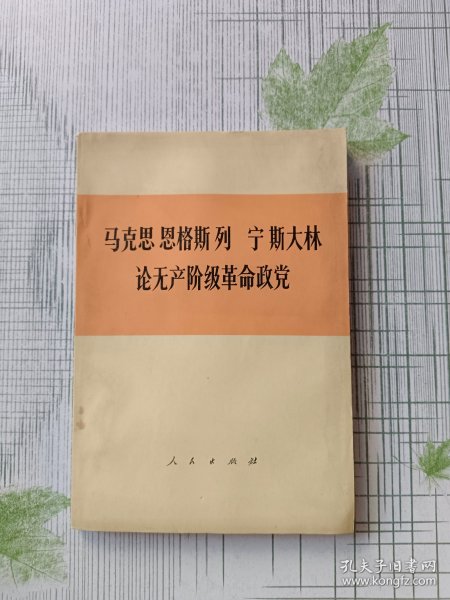 马克思 恩格斯 列 宁 斯大林
论无产阶级革命政党
人民出版社
孔夫子旧书网
www.kongfz.com